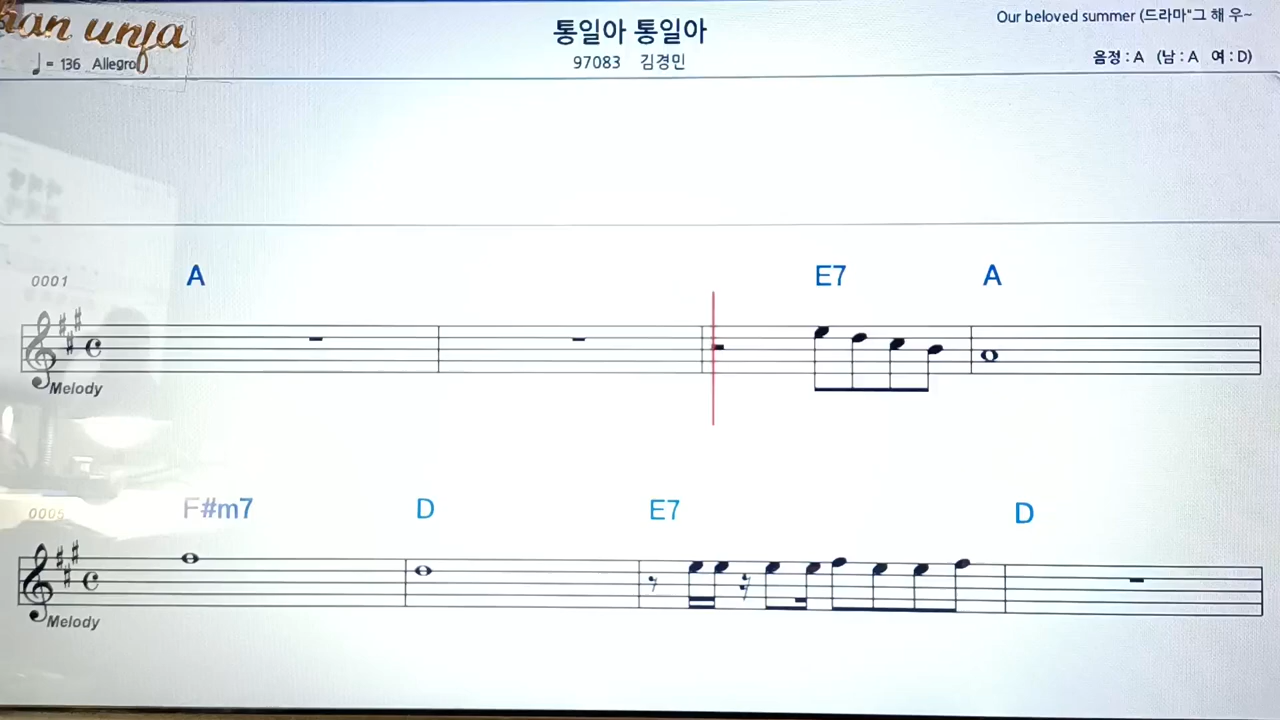 통일아 통일아
Our beloved summer (드라마"그 해 우~
han unja
= 136 Allegro
97083 김경민
음정 : A (남 : A 여 : D)
0001 A E7 A
Melody
0005 F#m7 D E7 D
Melody